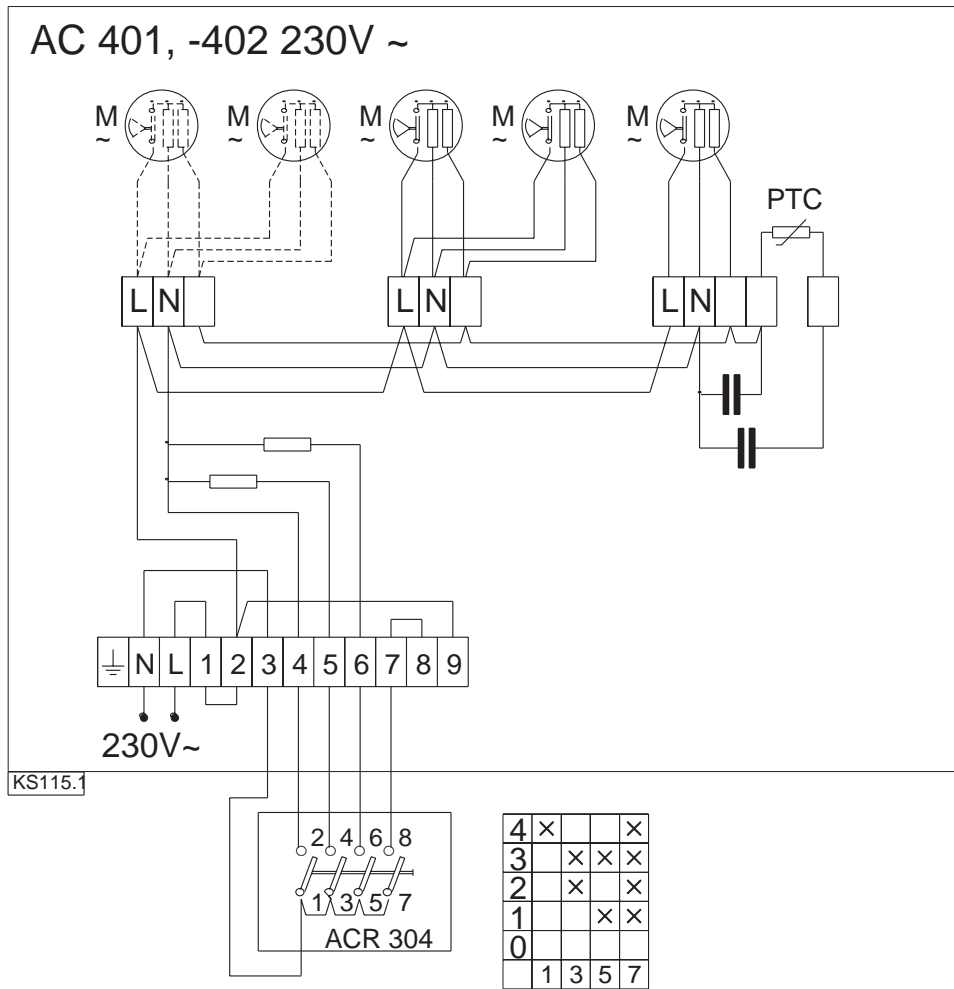 AC 401, -402 230V ~
M ~ M ~ M ~ M ~ M ~
PTC
L N L N L N
N L 1 2 3 4 5 6 7 8 9
230V~
KS115.1
2 4 6 8
1 3 5 7
ACR 304
4 × ×
3 × × ×
2 × ×
1 × ×
0
1 3 5 7